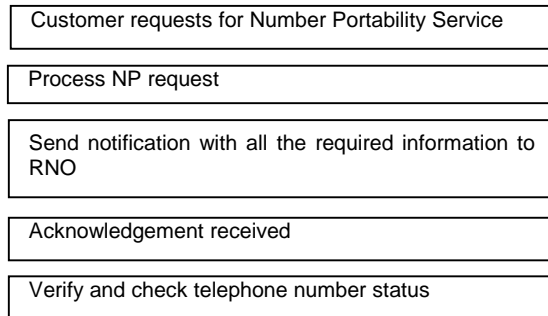 Customer requests for Number Portability Service
Process NP request
Send notification with all the required information to
RNO
Acknowledgement received
Verify and check telephone number status